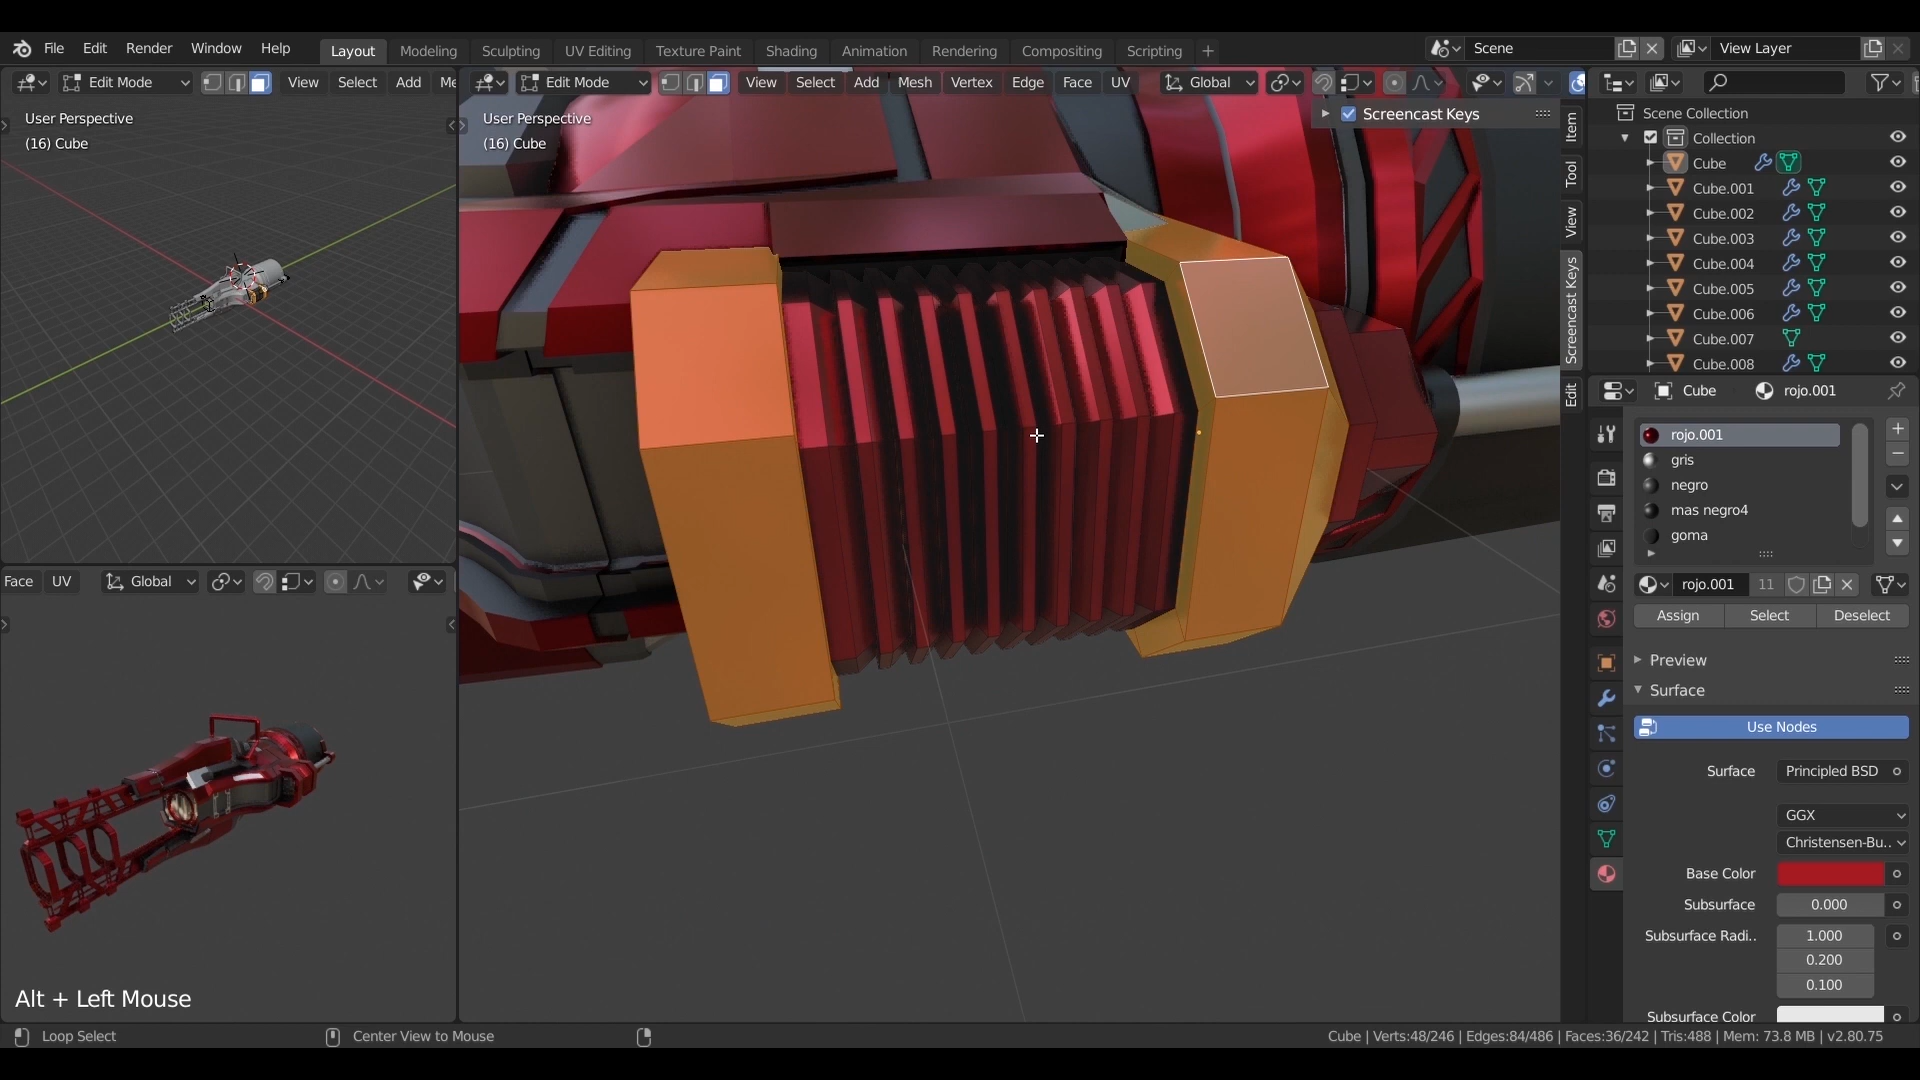 File Edit Render Window Help Layout Modeling Sculpting UV Editing Texture Paint Shading Animation Rendering Compositing Scripting + Scene View Layer
Edit Mode View Select Add Me
Edit Mode View Select Add Mesh Vertex Edge Face UV Global
User Perspective
(16) Cube
User Perspective
(16) Cube
Screencast Keys
Item
Tool
View
Screencast Keys
Edit
Scene Collection
Collection
Cube
Cube.001
Cube.002
Cube.003
Cube.004
Cube.005
Cube.006
Cube.007
Cube.008
Cube rojo.001
rojo.001
gris
negro
mas negro4
goma
rojo.001 11
Assign Select Deselect
Preview
Surface
Use Nodes
Surface Principled BSD
GGX
Christensen-Bu..
Base Color
Subsurface 0.000
Subsurface Radi.. 1.000
0.200
0.100
Subsurface Color
Face UV Global
Alt + Left Mouse
Loop Select Center View to Mouse Cube | Verts:48/246 | Edges:84/486 | Faces:36/242 | Tris:488 | Mem: 73.8 MB | v2.80.75